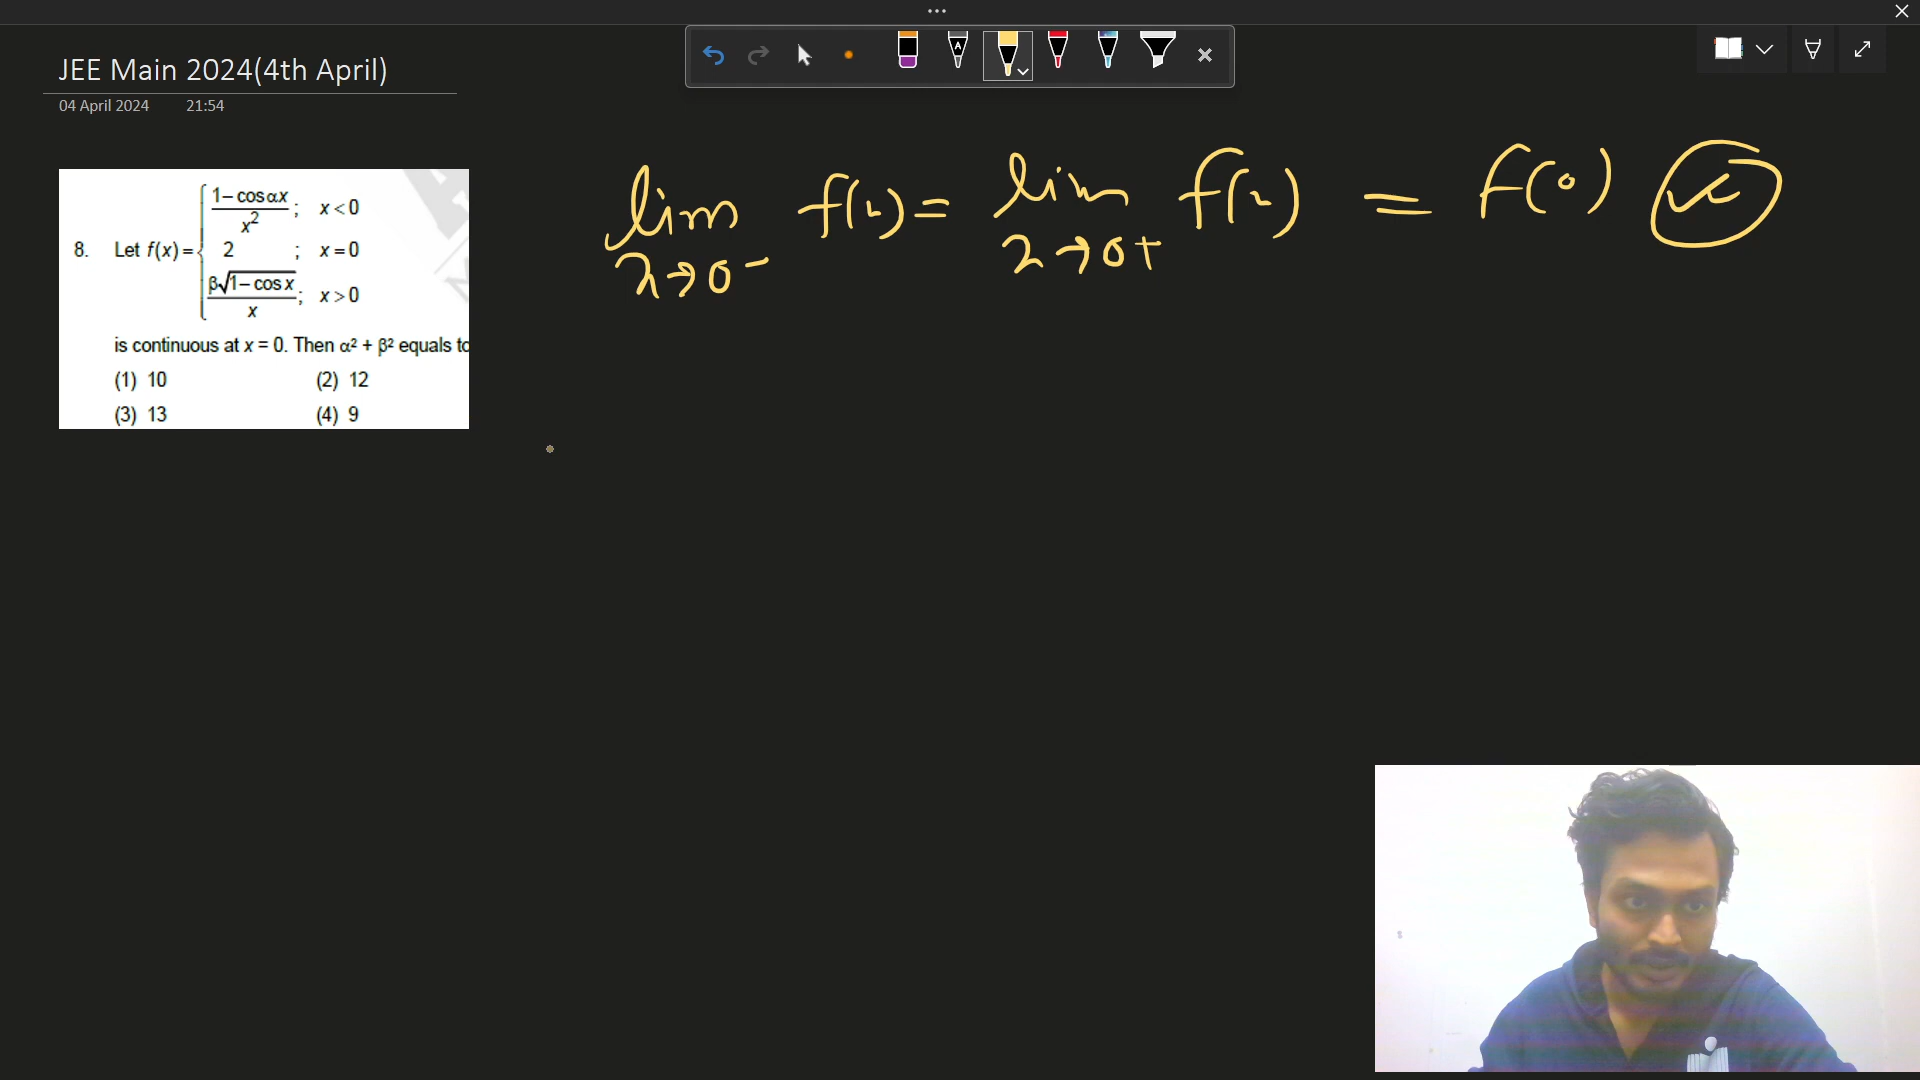 JEE Main 2024(4th April)
04 April 2024 21:54
8. Let f(x) = { (1 – cos αx)/x² ; x < 0
2 ; x = 0
β√(1 – cos x)/x ; x > 0
is continuous at x = 0. Then α² + β² equals to
(1) 10 (2) 12
(3) 13 (4) 9
lim x→0⁻ f(x) = lim x→0+ f(x) = f(0)
A